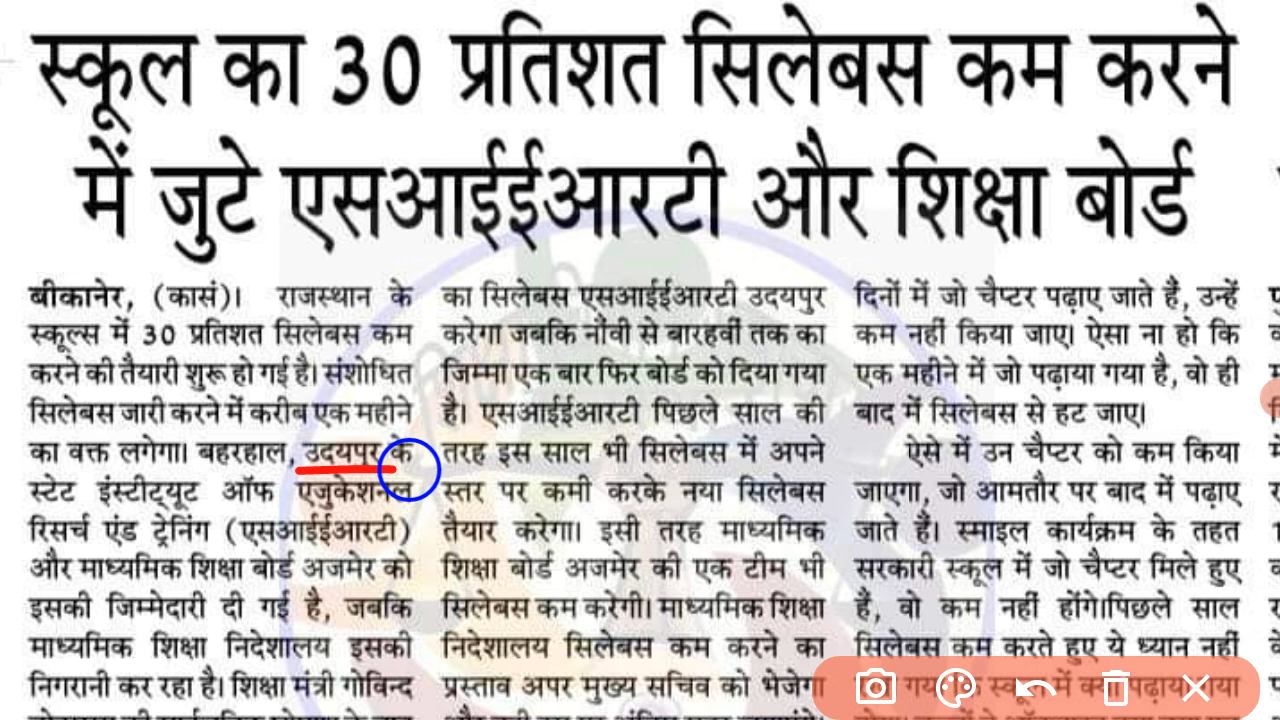 स्कूल का 30 प्रतिशत सिलेबस कम करने
में जुटे एसआईईआरटी और शिक्षा बोर्ड
बीकानेर, (कासं)। राजस्थान के
स्कूल्स में 30 प्रतिशत सिलेबस कम
करने की तैयारी शुरू हो गई है। संशोधित
सिलेबस जारी करने में करीब एक महीने
का वक्त लगेगा। बहरहाल, उदयपुर के
स्टेट इंस्टीट्यूट ऑफ एजुकेशनल
रिसर्च एंड ट्रेनिंग (एसआईईआरटी)
और माध्यमिक शिक्षा बोर्ड अजमेर को
इसकी जिम्मेदारी दी गई है, जबकि
माध्यमिक शिक्षा निदेशालय इसकी
निगरानी कर रहा है। शिक्षा मंत्री गोविन्द
का सिलेबस एसआईईआरटी उदयपुर
करेगा जबकि नौंवी से बारहवीं तक का
जिम्मा एक बार फिर बोर्ड को दिया गया
है। एसआईईआरटी पिछले साल की
तरह इस साल भी सिलेबस में अपने
स्तर पर कमी करके नया सिलेबस
तैयार करेगा। इसी तरह माध्यमिक
शिक्षा बोर्ड अजमेर की एक टीम भी
सिलेबस कम करेगी। माध्यमिक शिक्षा
निदेशालय सिलेबस कम करने का
प्रस्ताव अपर मुख्य सचिव को भेजेगा
दिनों में जो चैप्टर पढ़ाए जाते है, उन्हें
कम नहीं किया जाए। ऐसा ना हो कि
एक महीने में जो पढ़ाया गया है, वो ही
बाद में सिलेबस से हट जाए।
ऐसे में उन चैप्टर को कम किया
जाएगा, जो आमतौर पर बाद में पढ़ाए
जाते हैं। स्माइल कार्यक्रम के तहत
सरकारी स्कूल में जो चैप्टर मिले हुए
है, वो कम नहीं होंगे।पिछले साल
सिलेबस कम करते हुए ये ध्यान नहीं
गया कि स्कूल में क्या पढ़ाया गया